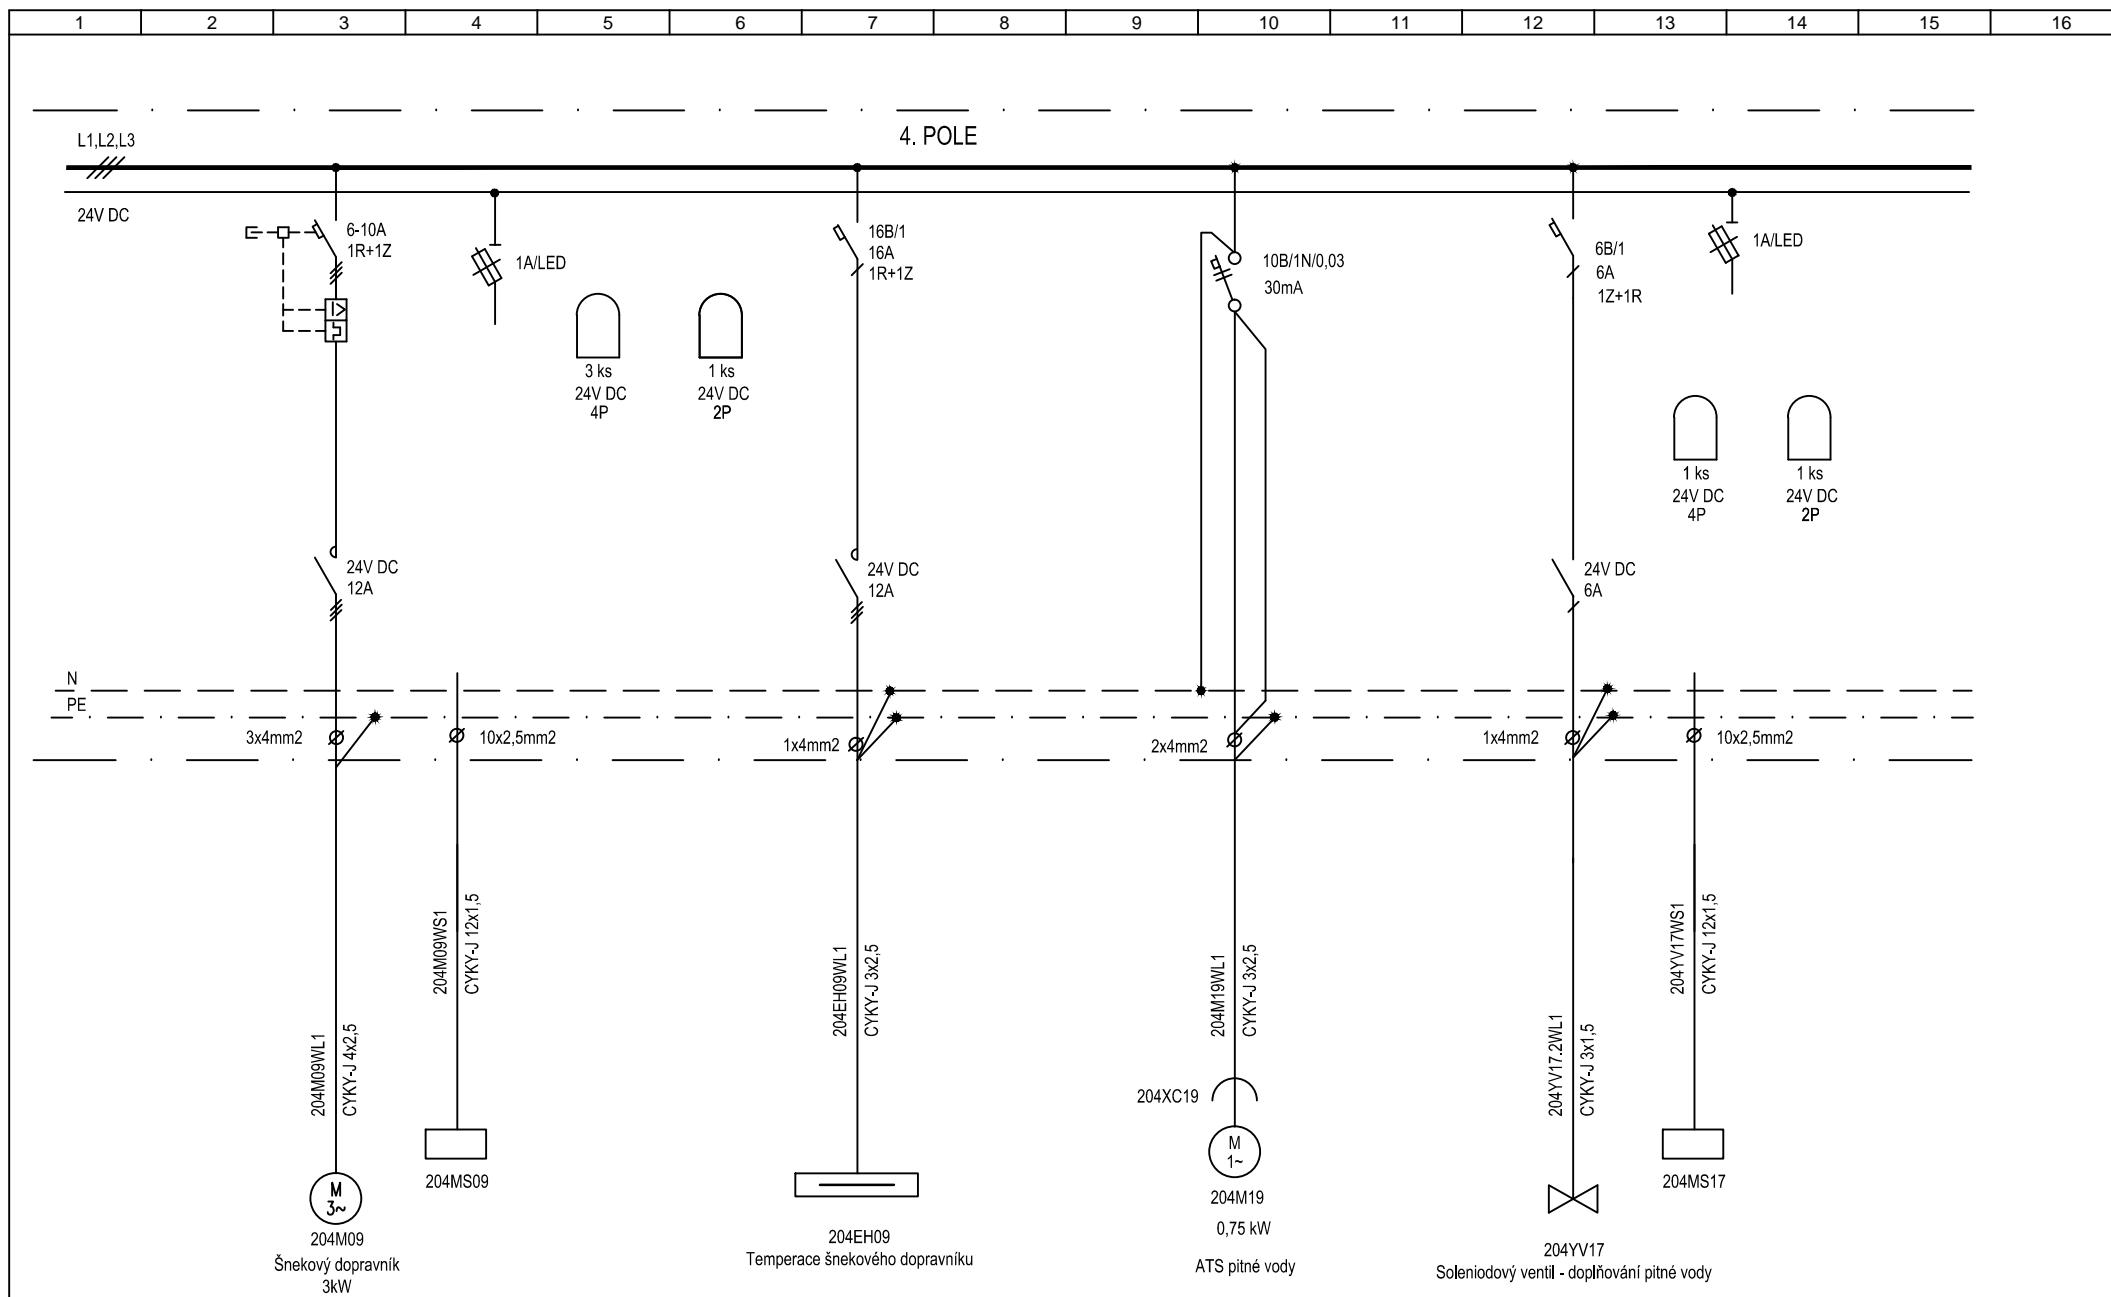 1 2 3 4 5 6 7 8 9 10 11 12 13 14 15 16
4. POLE
L1,L2,L3
24V DC
6-10A
1R+1Z
1A/LED
3 ks
24V DC
4P
1 ks
24V DC
2P
16B/1
16A
1R+1Z
10B/1N/0,03
30mA
6B/1
6A
1Z+1R
1A/LED
1 ks
24V DC
4P
1 ks
24V DC
2P
24V DC
12A
24V DC
12A
24V DC
6A
N
PE
3x4mm2
10x2,5mm2
1x4mm2
2x4mm2
1x4mm2
10x2,5mm2
204M09WL1
CYKY-J 4x2,5
204M09WS1
CYKY-J 12x1,5
204EH09WL1
CYKY-J 3x2,5
204M19WL1
CYKY-J 3x2,5
204YV17.2WL1
CYKY-J 3x1,5
204YV17WS1
CYKY-J 12x1,5
204XC19
M
3~
204M09
Šnekový dopravník
3kW
204MS09
204EH09
Temperace šnekového dopravníku
M
1~
204M19
0,75 kW
ATS pitné vody
204YV17
Soleniodový ventil - doplňování pitné vody
204MS17